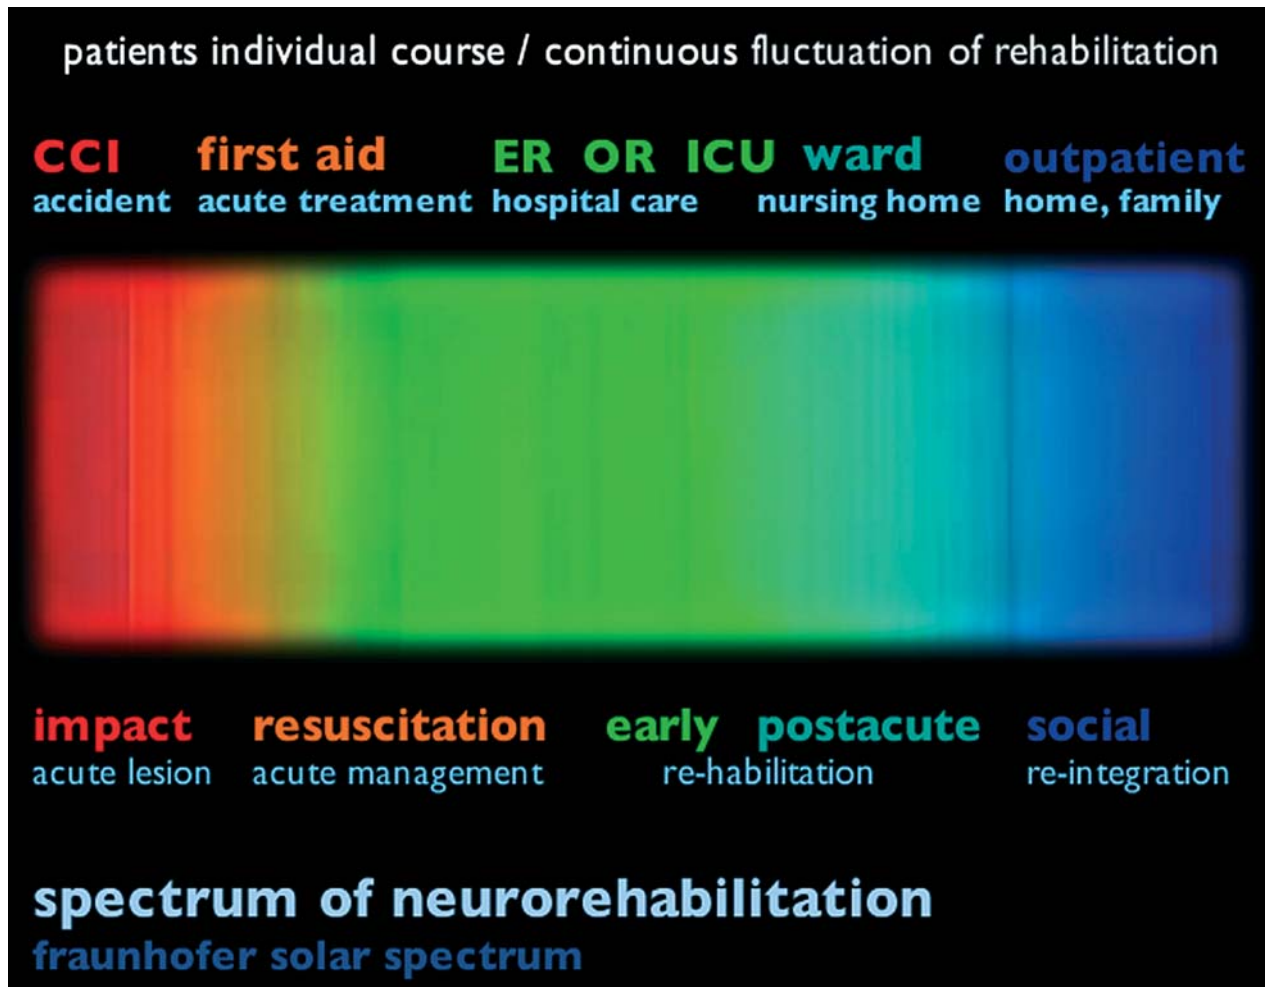 patients individual course / continuous fluctuation of rehabilitation
CCI first aid ER OR ICU ward outpatient
accident acute treatment hospital care nursing home home, family
impact resuscitation early postacute social
acute lesion acute management re-habilitation re-integration
spectrum of neurorehabilitation
fraunhofer solar spectrum